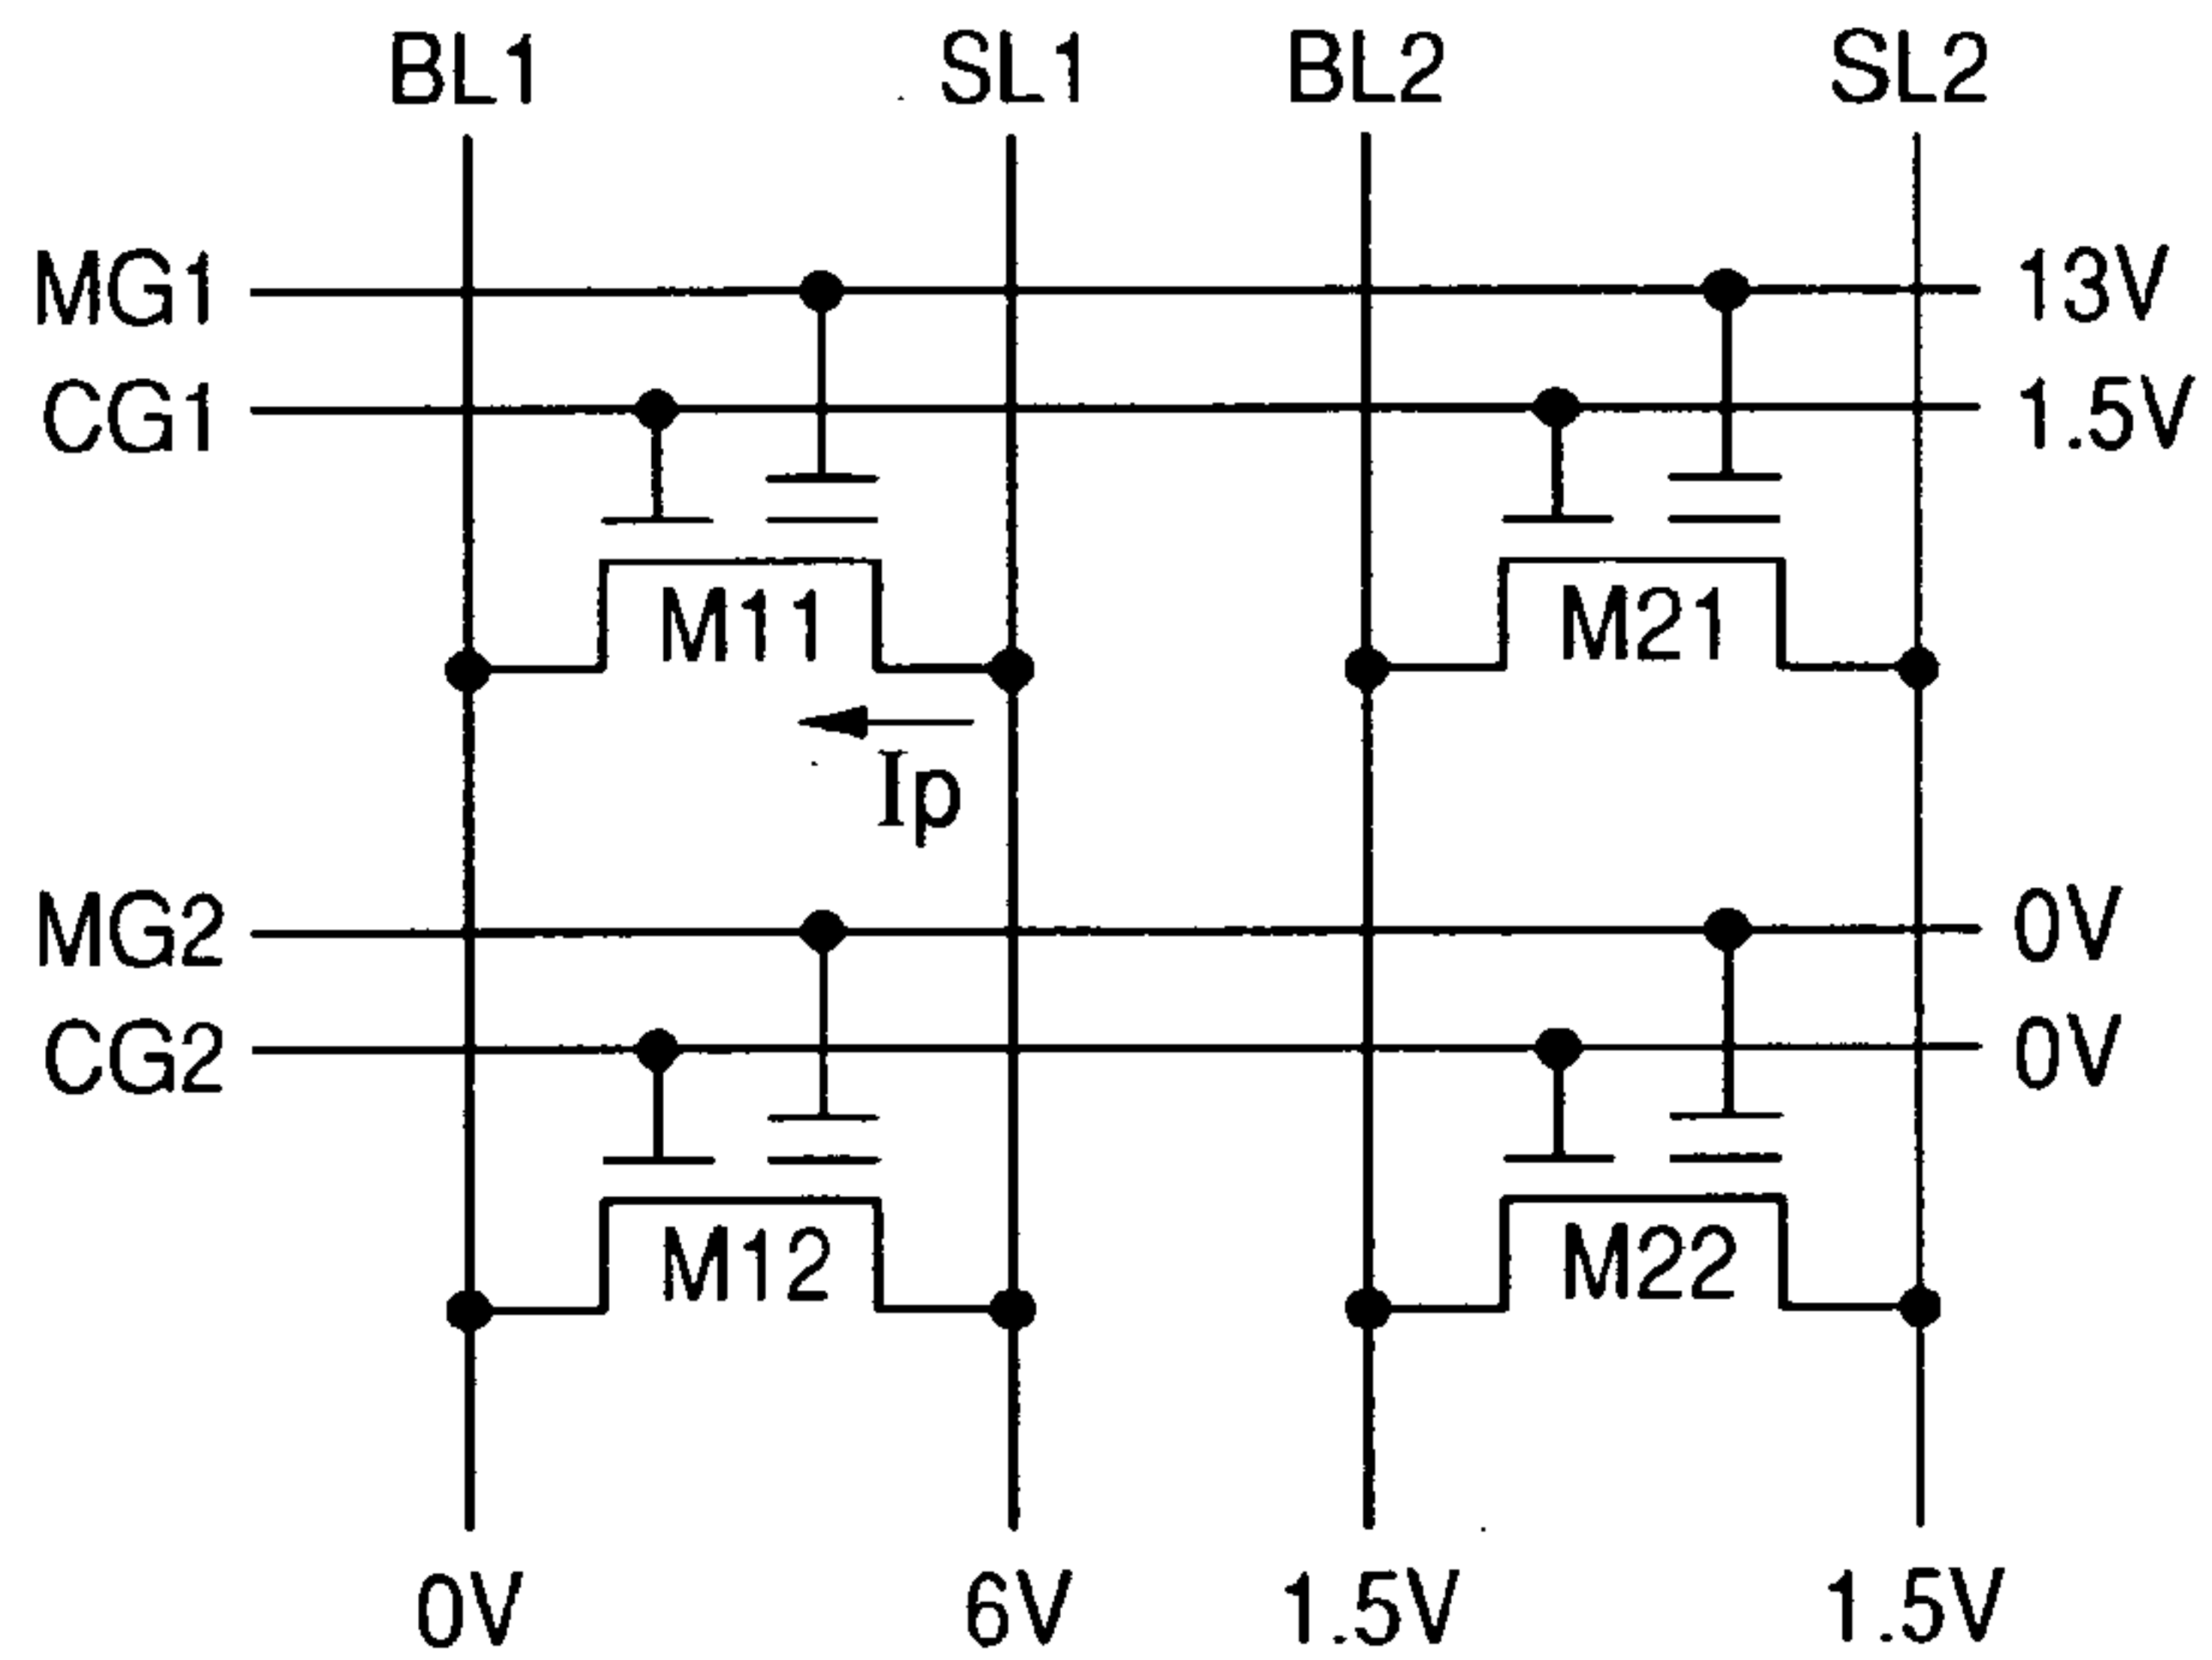 BL1 SL1 BL2 SL2
MG1 13V
CG1 1.5V
M11 M21
Ip
MG2 0V
CG2 0V
M12 M22
0V 6V 1.5V 1.5V